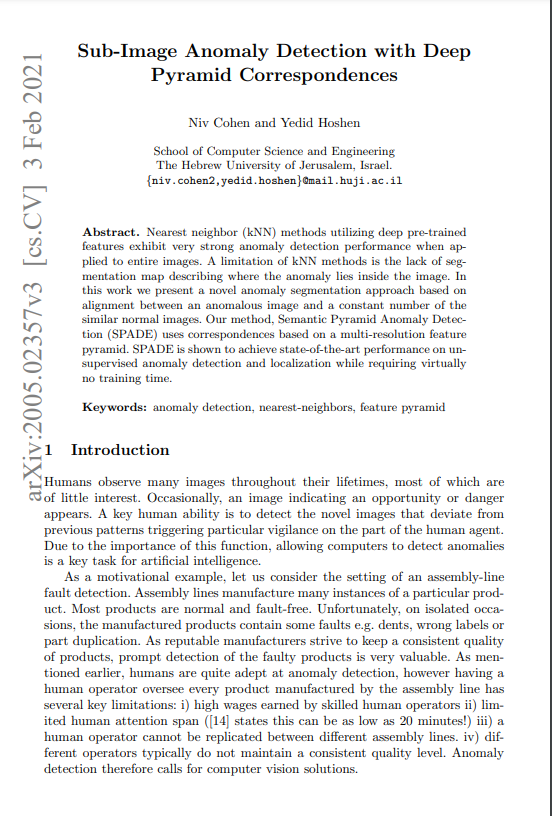 Sub-Image Anomaly Detection with Deep
Pyramid Correspondences
Niv Cohen and Yedid Hoshen
School of Computer Science and Engineering
The Hebrew University of Jerusalem, Israel.
{niv.cohen2,yedid.hoshen}@mail.huji.ac.il
arXiv:2005.02357v3 [cs.CV] 3 Feb 2021
Abstract. Nearest neighbor (kNN) methods utilizing deep pre-trained
features exhibit very strong anomaly detection performance when ap-
plied to entire images. A limitation of kNN methods is the lack of seg-
mentation map describing where the anomaly lies inside the image. In
this work we present a novel anomaly segmentation approach based on
alignment between an anomalous image and a constant number of the
similar normal images. Our method, Semantic Pyramid Anomaly Detec-
tion (SPADE) uses correspondences based on a multi-resolution feature
pyramid. SPADE is shown to achieve state-of-the-art performance on un-
supervised anomaly detection and localization while requiring virtually
no training time.
Keywords: anomaly detection, nearest-neighbors, feature pyramid
1 Introduction
Humans observe many images throughout their lifetimes, most of which are
of little interest. Occasionally, an image indicating an opportunity or danger
appears. A key human ability is to detect the novel images that deviate from
previous patterns triggering particular vigilance on the part of the human agent.
Due to the importance of this function, allowing computers to detect anomalies
is a key task for artificial intelligence.
As a motivational example, let us consider the setting of an assembly-line
fault detection. Assembly lines manufacture many instances of a particular prod-
uct. Most products are normal and fault-free. Unfortunately, on isolated occa-
sions, the manufactured products contain some faults e.g. dents, wrong labels or
part duplication. As reputable manufacturers strive to keep a consistent quality
of products, prompt detection of the faulty products is very valuable. As men-
tioned earlier, humans are quite adept at anomaly detection, however having a
human operator oversee every product manufactured by the assembly line has
several key limitations: i) high wages earned by skilled human operators ii) lim-
ited human attention span ([14] states this can be as low as 20 minutes!) iii) a
human operator cannot be replicated between different assembly lines. iv) dif-
ferent operators typically do not maintain a consistent quality level. Anomaly
detection therefore calls for computer vision solutions.